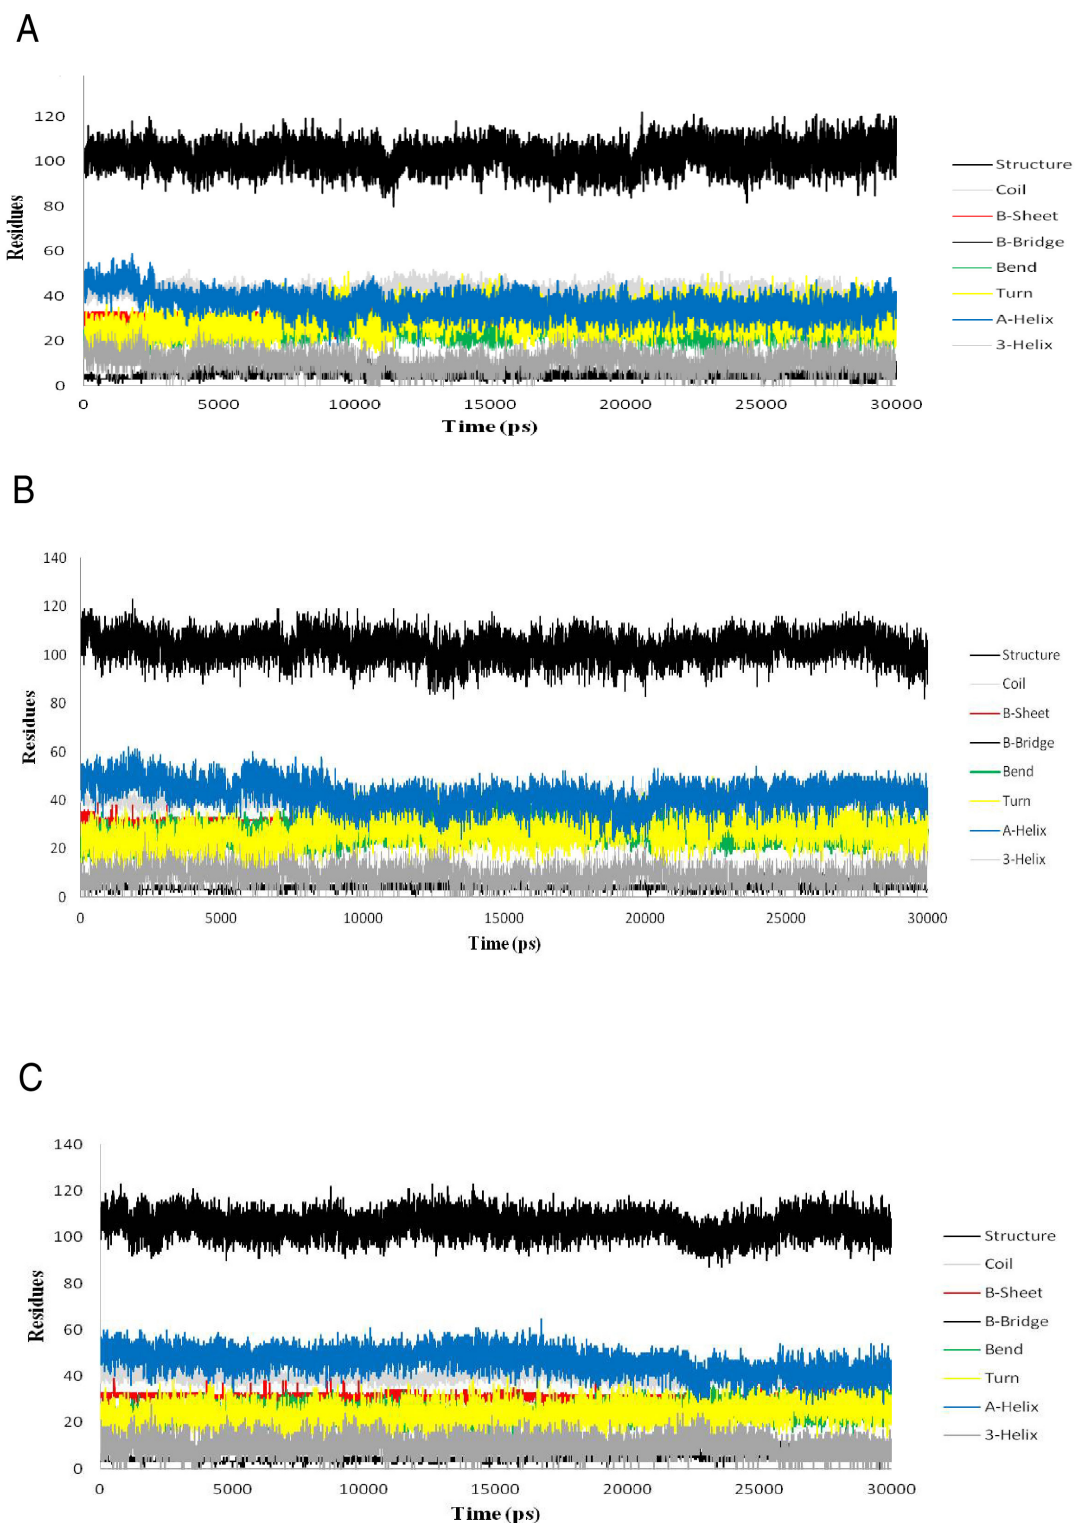 A
120
100
80
60
40
20
0
0 5000 10000 15000 20000 25000 30000
Residues
Time (ps)
Structure
Coil
B-Sheet
B-Bridge
Bend
Turn
A-Helix
3-Helix
B
140
120
100
80
60
40
20
0
0 5000 10000 15000 20000 25000 30000
Residues
Time (ps)
Structure
Coil
B-Sheet
B-Bridge
Bend
Turn
A-Helix
3-Helix
C
140
120
100
80
60
40
20
0
0 5000 10000 15000 20000 25000 30000
Residues
Time (ps)
Structure
Coil
B-Sheet
B-Bridge
Bend
Turn
A-Helix
3-Helix